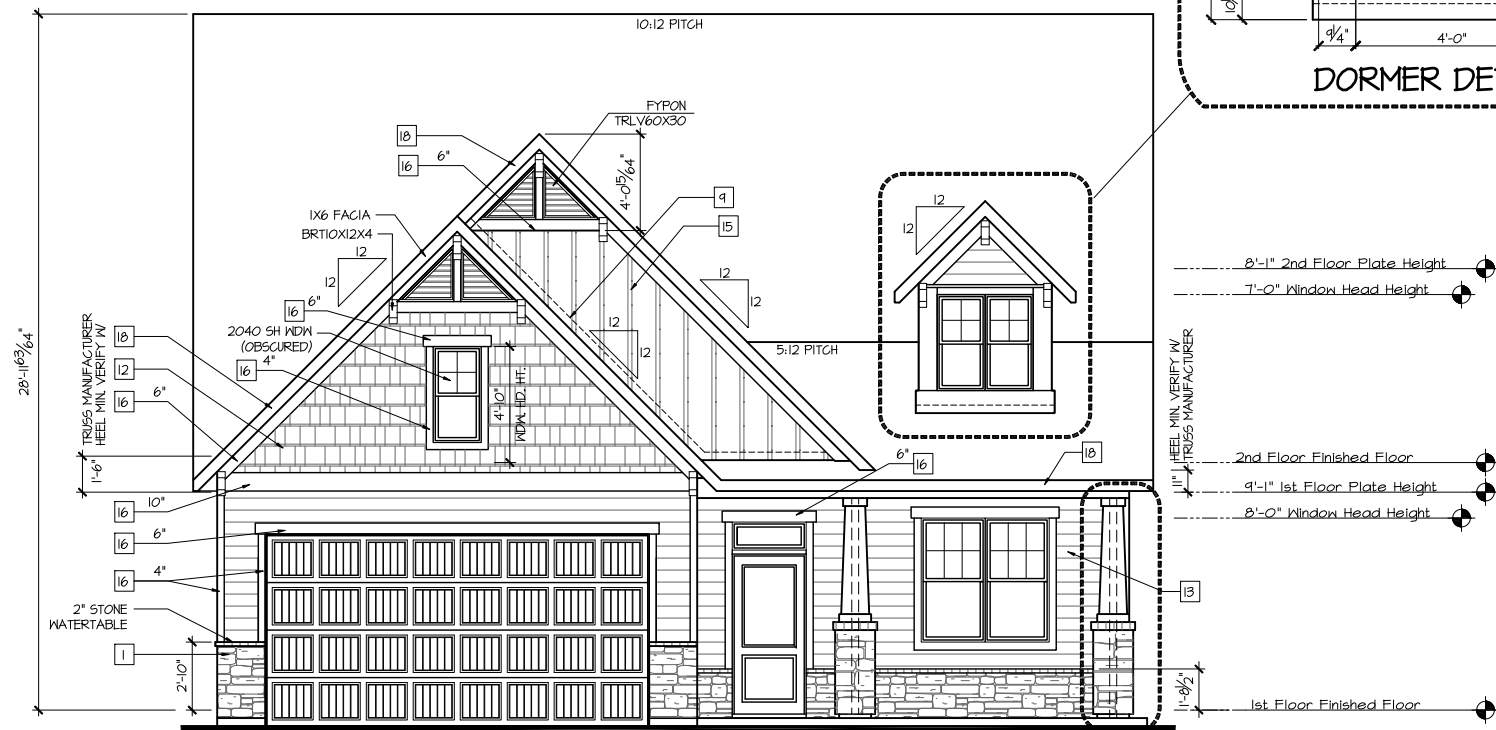 10:12 PITCH
9 1/4"
4'-0"
DORMER DE
FYPON
TRLV60X30
18
16
6"
4'-0 15/64"
9
15
12
12
1X6 FACIA
BRT10X12X4
12
12
8'-1" 2nd Floor Plate Height
7'-0" Window Head Height
12
12
16
6"
2040 SH WDW
(OBSCURED)
12
12
5:12 PITCH
28'-11 63/64"
TRUSS MANUFACTURER
HEEL MIN. VERIFY W/
18
12
16
6"
16
4"
4'-10"
WDW. HD. HT.
HEEL MIN. VERIFY W/
TRUSS MANUFACTURER
1'-6"
6"
16
18
2nd Floor Finished Floor
11"
9'-1" 1st Floor Plate Height
8'-0" Window Head Height
16
10"
16
6"
16
4"
13
2" STONE
WATERTABLE
1
2'-10"
1'-8 1/2"
1st Floor Finished Floor